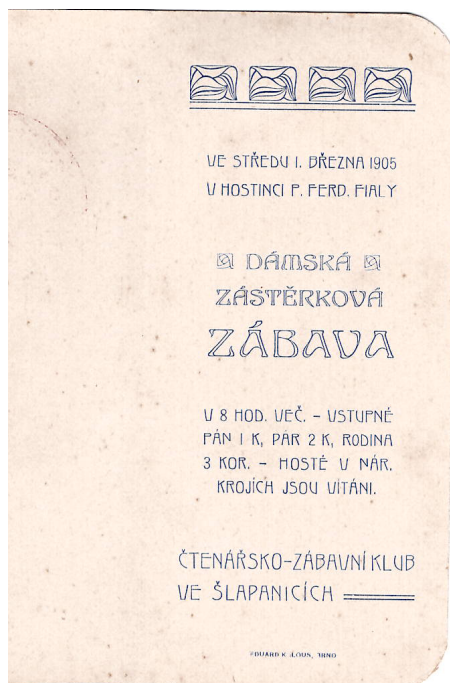 VE STŘEDU 1. BŘEZNA 1905
V HOSTINCI P. FERD. FIALY
DÁMSKÁ
ZÁSTĚRKOVÁ
ZÁBAVA
V 8 HOD. VEČ. – VSTUPNÉ
PÁN 1 K, PÁR 2 K, RODINA
3 KOR. – HOSTÉ V NÁR.
KROJÍCH JSOU VÍTÁNI.
ČTENÁŘSKO-ZÁBAVNÍ KLUB
VE ŠLAPANICÍCH
EDUARD K BRNO